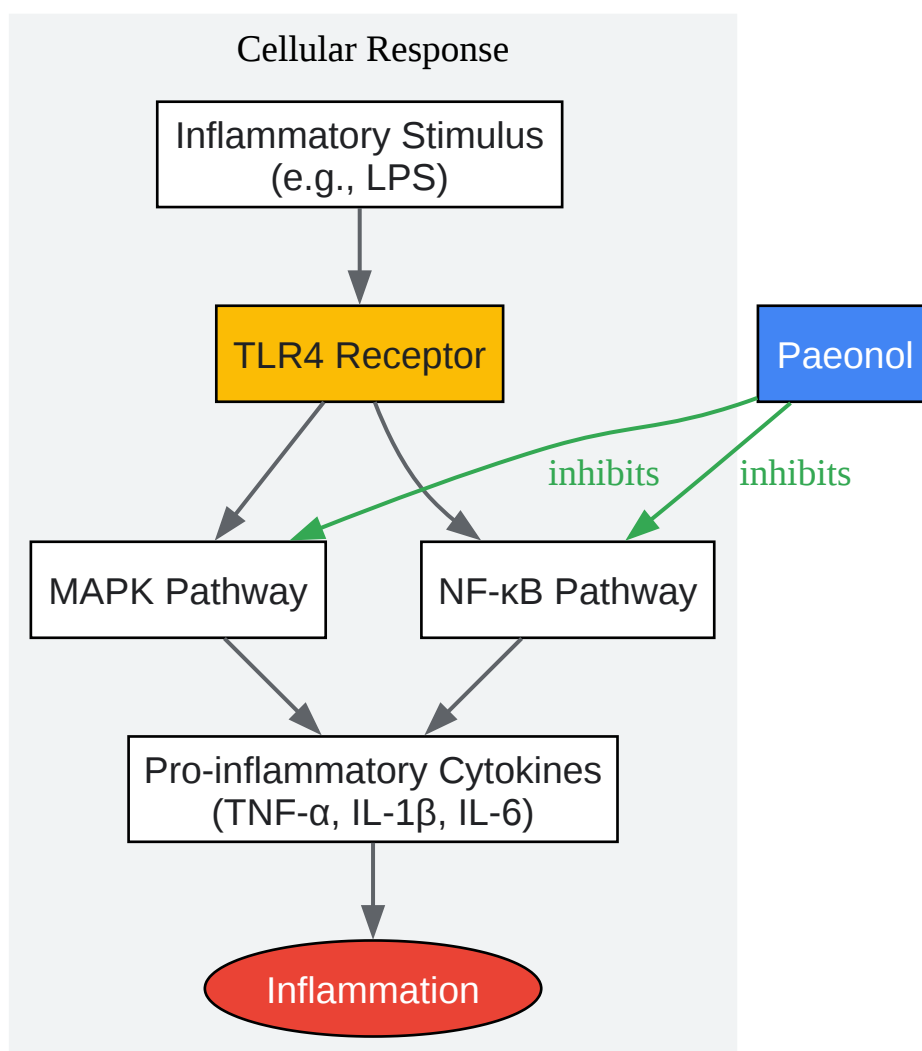 Cellular Response
Inflammatory Stimulus
(e.g., LPS)
TLR4 Receptor
Paeonol
inhibits
inhibits
MAPK Pathway
NF-κB Pathway
Pro-inflammatory Cytokines
(TNF-α, IL-1β, IL-6)
Inflammation